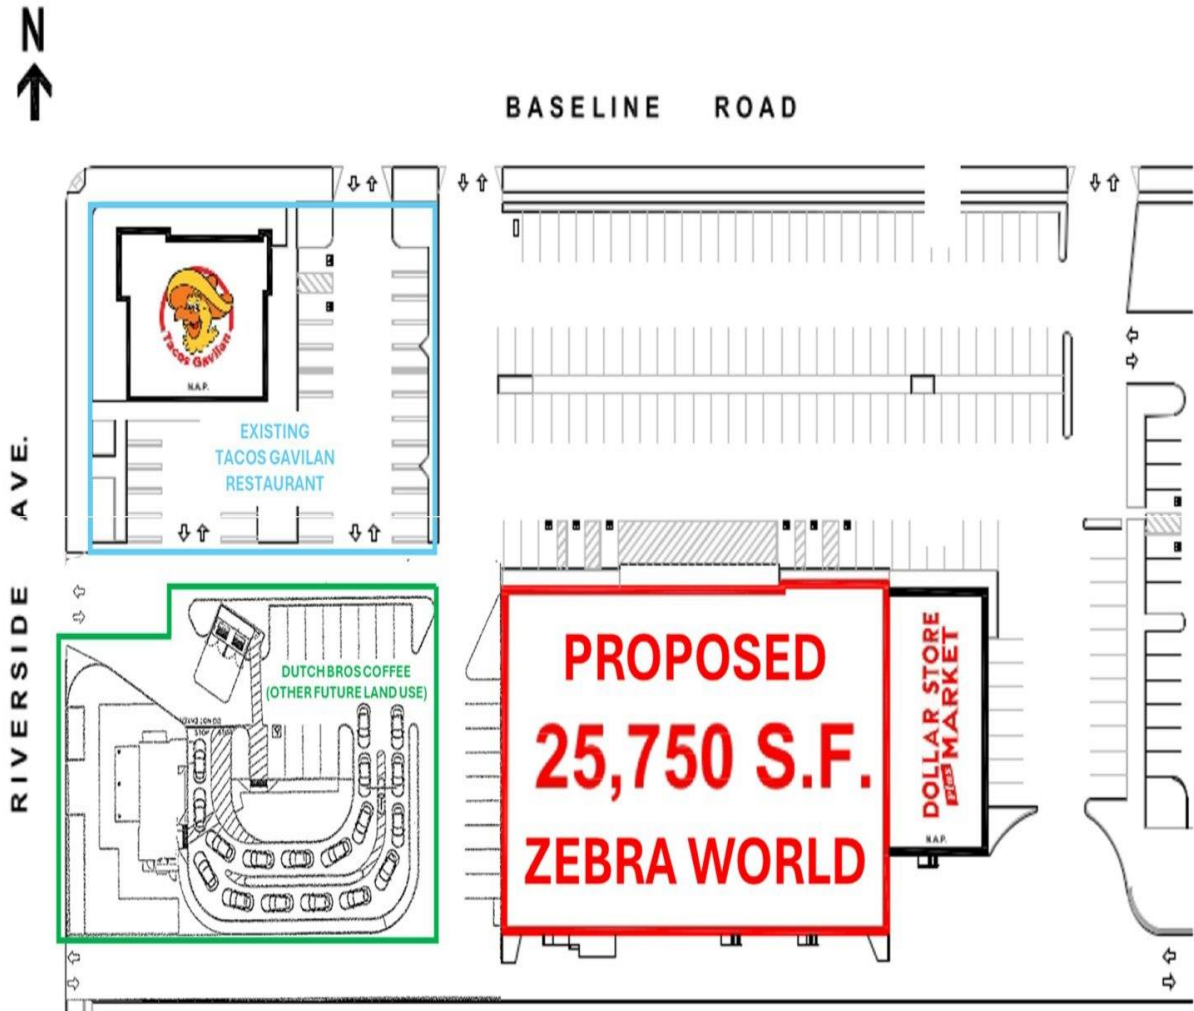 N
BASELINE ROAD
Tacos Gavilan
N.A.P.
EXISTING
TACOS GAVILAN
RESTAURANT
RIVERSIDE AVE.
DUTCH BROS COFFEE
(OTHER FUTURE LAND USE)
PROPOSED
25,750 S.F.
ZEBRA WORLD
DOLLAR STORE
Plus MARKET
N.A.P.